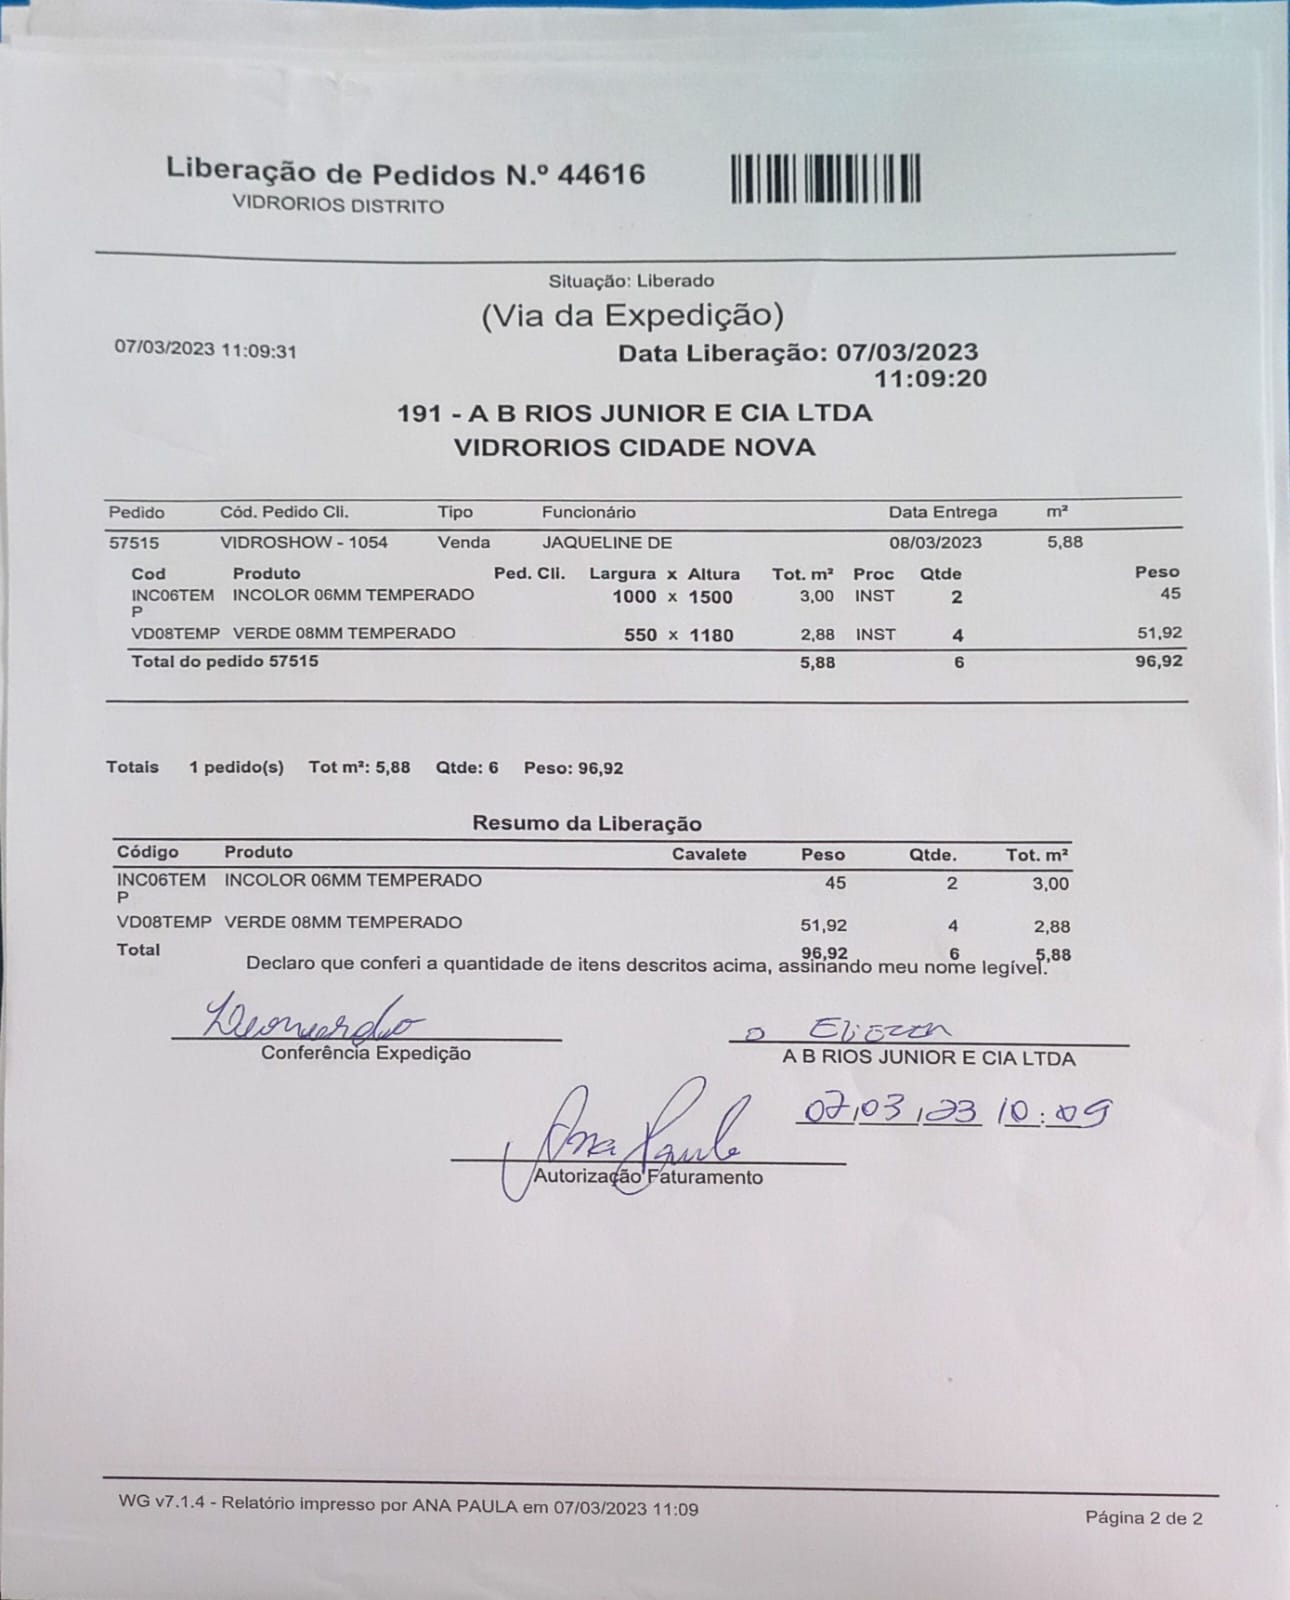 Liberação de Pedidos N.º 44616
VIDRORIOS DISTRITO
Situação: Liberado
(Via da Expedição)
07/03/2023 11:09:31
Data Liberação: 07/03/2023
11:09:20
191 - A B RIOS JUNIOR E CIA LTDA
VIDRORIOS CIDADE NOVA
Pedido Cód. Pedido Cli. Tipo Funcionário Data Entrega m²
57515 VIDROSHOW - 1054 Venda JAQUELINE DE 08/03/2023 5,88
Cod Produto Ped. Cli. Largura x Altura Tot. m² Proc Qtde Peso
INC06TEM INCOLOR 06MM TEMPERADO 1000 x 1500 3,00 INST 2 45
P
VD08TEMP VERDE 08MM TEMPERADO 550 x 1180 2,88 INST 4 51,92
Total do pedido 57515 5,88 6 96,92
Totais 1 pedido(s) Tot m²: 5,88 Qtde: 6 Peso: 96,92
Resumo da Liberação
Código Produto Cavalete Peso Qtde. Tot. m²
INC06TEM INCOLOR 06MM TEMPERADO 45 2 3,00
P
VD08TEMP VERDE 08MM TEMPERADO 51,92 4 2,88
Total 96,92 6 5,88
Declaro que conferi a quantidade de itens descritos acima, assinando meu nome legível.
Leonardo
Conferência Expedição
A B RIOS JUNIOR E CIA LTDA
07/03/23 10:09
Ana Paula
Autorização Faturamento
WG v7.1.4 - Relatório impresso por ANA PAULA em 07/03/2023 11:09
Página 2 de 2